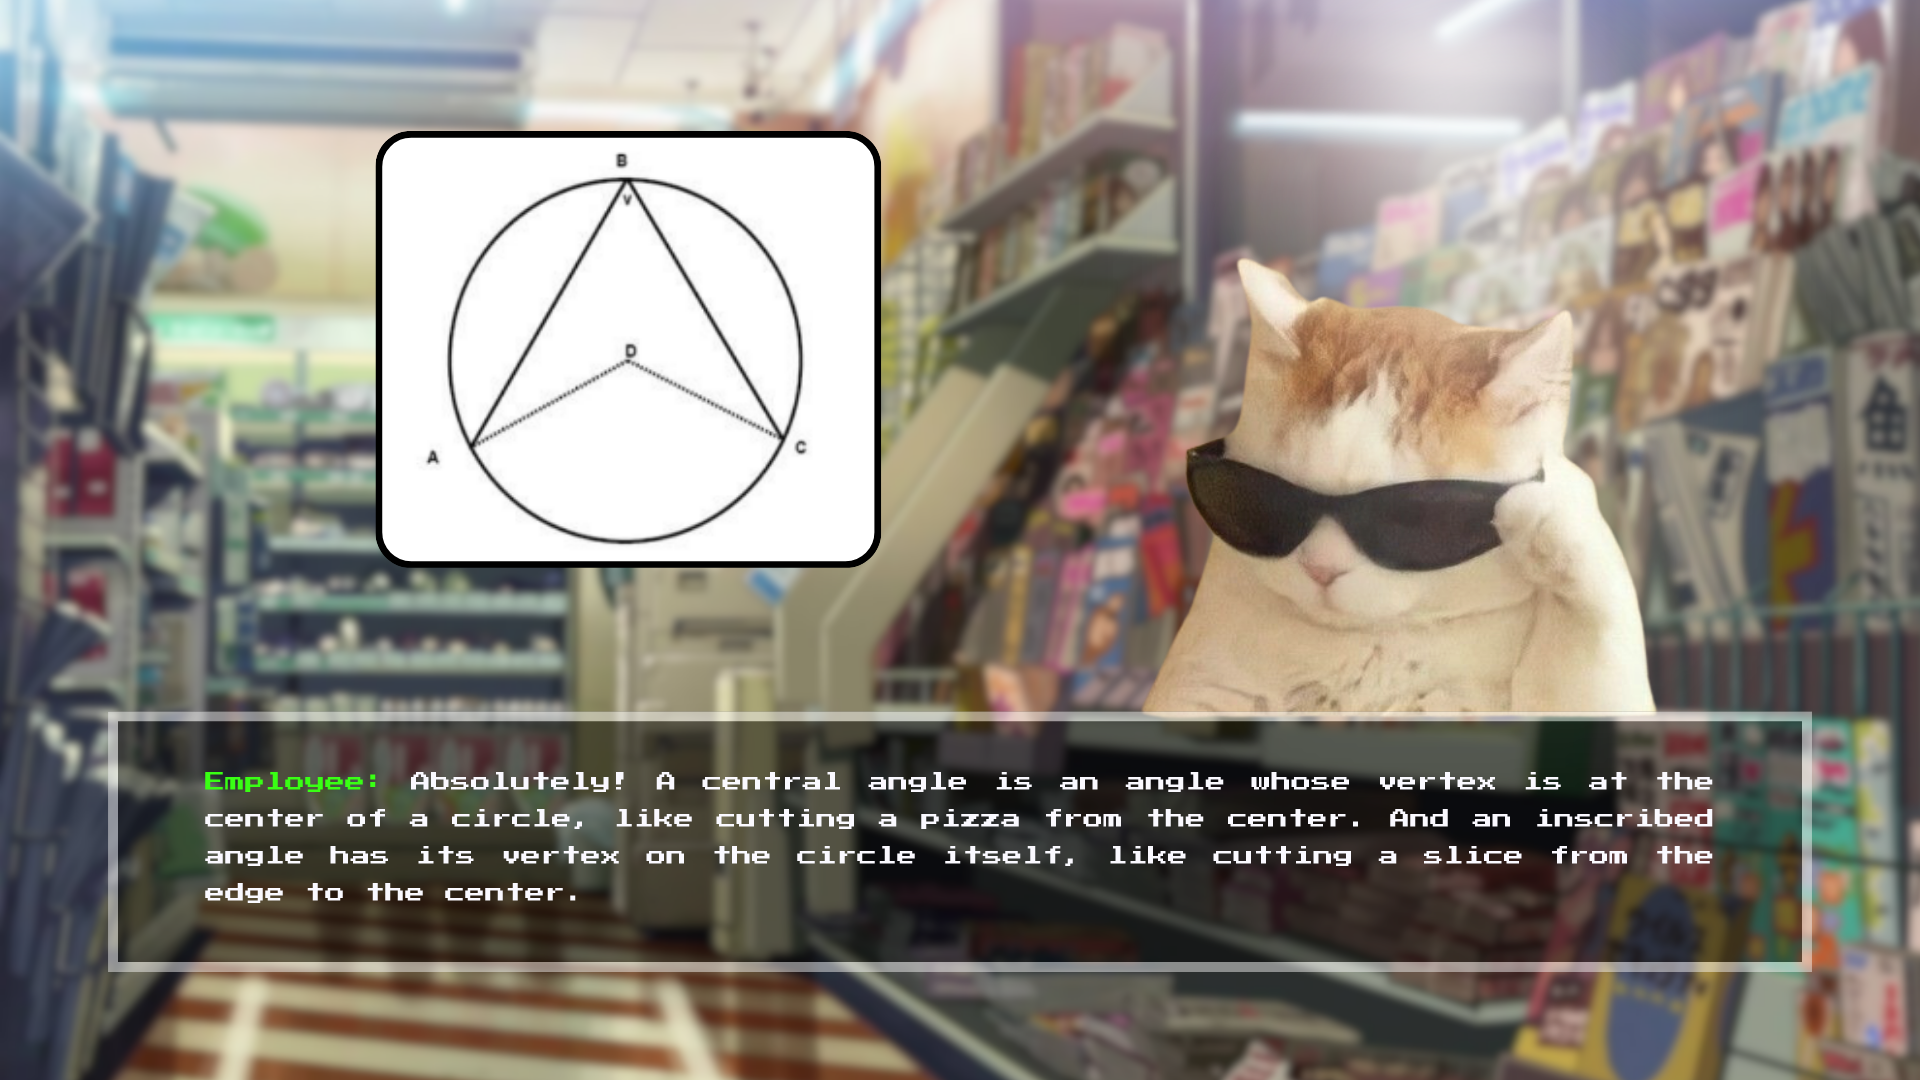 B
V
D
A
C
Employee: Absolutely! A central angle is an angle whose vertex is at the
center of a circle, like cutting a pizza from the center. And an inscribed
angle has its vertex on the circle itself, like cutting a slice from the
edge to the center.